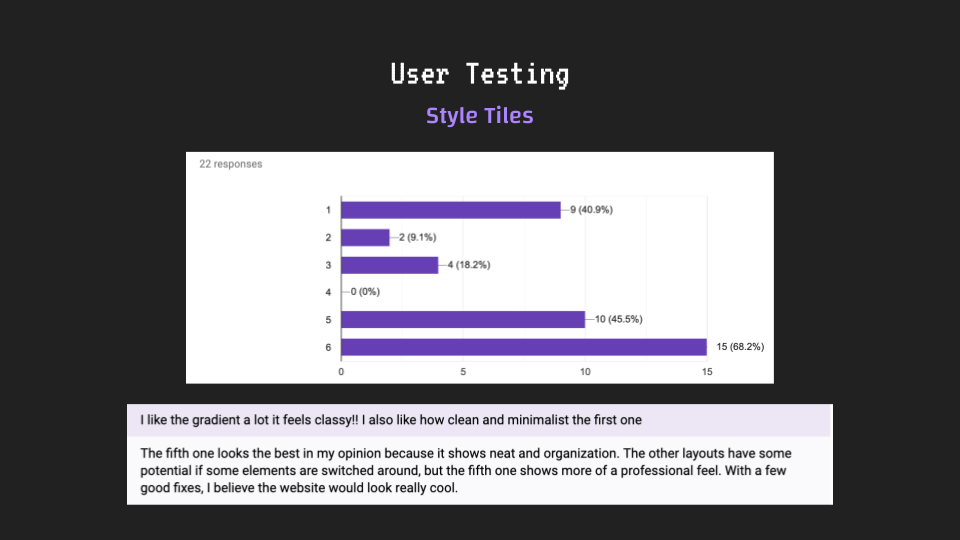 User Testing
Style Tiles
22 responses
1 9 (40.9%)
2 2 (9.1%)
3 4 (18.2%)
4 0 (0%)
5 10 (45.5%)
6 15 (68.2%)
0 5 10 15
I like the gradient a lot it feels classy!! I also like how clean and minimalist the first one
The fifth one looks the best in my opinion because it shows neat and organization. The other layouts have some
potential if some elements are switched around, but the fifth one shows more of a professional feel. With a few
good fixes, I believe the website would look really cool.